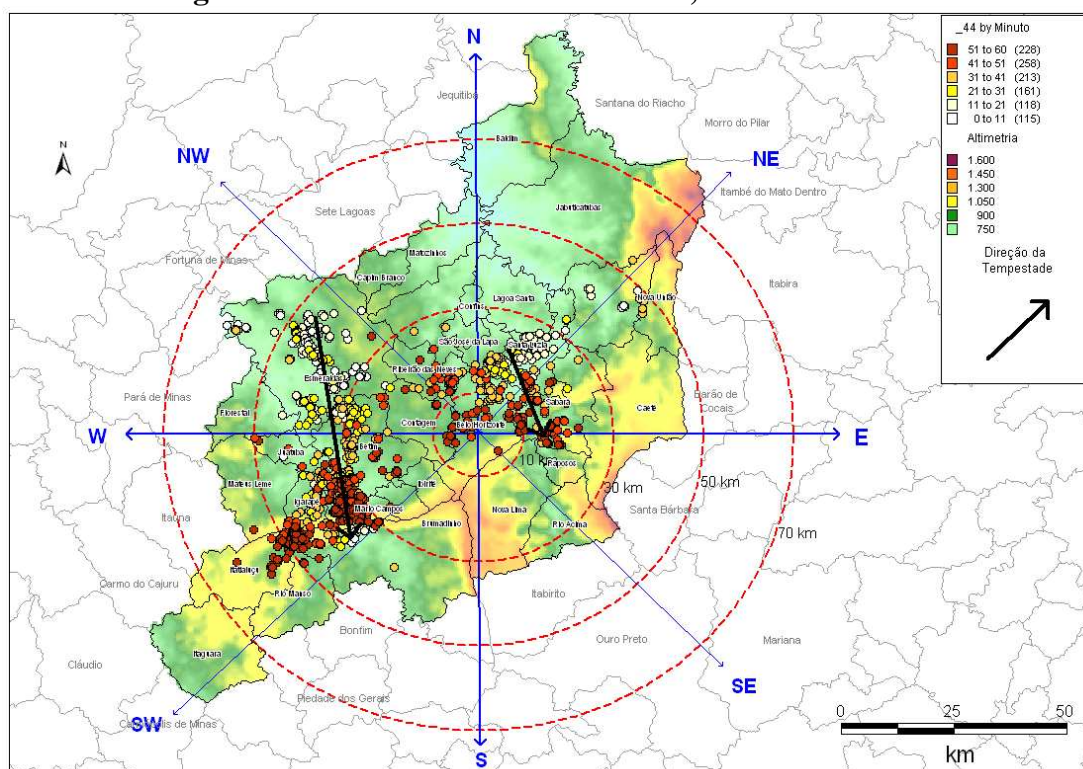 N
Jequitibá
Santana do Riacho
Morro do Pilar
Baldim
NW
NE
N
Itambé do Mato Dentro
Sete Lagoas
Jaboticatubas
Fortuna de Minas
Matozinhos
Capim Branco
Itabira
Lagoa Santa
Nova União
Confins
São José da Lapa
Santa Luzia
Ribeirão das Neves
Esmeraldas
Pará de Minas
Barão de
Cocais
Sabará
Caeté
Florestal
Contagem
Belo Horizonte
W
E
Betim
Juatuba
10 km
Raposos
Mateus Leme
Ibirité
30 km
50 km
Igarapé
Mário Campos
Nova Lima
Santa Bárbara
Itaúna
Brumadinho
Rio Acima
70 km
Itatiaiuçu
Carmo do Cajuru
Rio Manso
Itabirito
Bonfim
Ouro Preto
Mariana
Itaguara
Cláudio
SE
Piedade dos Gerais
SW
S
_44 by Minuto
51 to 60 (228)
41 to 51 (258)
31 to 41 (213)
21 to 31 (161)
11 to 21 (118)
0 to 11 (115)
Altimetria
1.600
1.450
1.300
1.050
900
750
Direção da
Tempestade
0 25 50
km